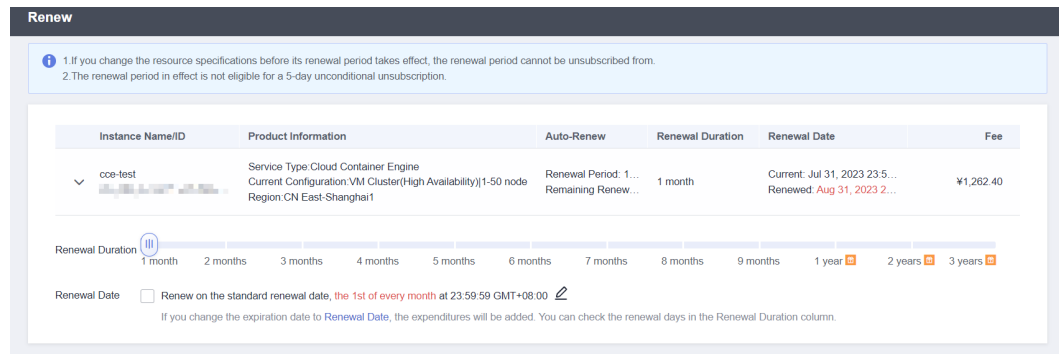 Renew
1.If you change the resource specifications before its renewal period takes effect, the renewal period cannot be unsubscribed from.
2.The renewal period in effect is not eligible for a 5-day unconditional unsubscription.
Instance Name/ID Product Information Auto-Renew Renewal Duration Renewal Date Fee
cce-test
Service Type:Cloud Container Engine
Current Configuration:VM Cluster(High Availability)|1-50 node
Region:CN East-Shanghai1
Renewal Period: 1...
Remaining Renew...
1 month
Current: Jul 31, 2023 23:5...
Renewed: Aug 31, 2023 2...
¥1,262.40
Renewal Duration
1 month 2 months 3 months 4 months 5 months 6 months 7 months 8 months 9 months 1 year 2 years 3 years
Renewal Date Renew on the standard renewal date, the 1st of every month at 23:59:59 GMT+08:00
If you change the expiration date to Renewal Date, the expenditures will be added. You can check the renewal days in the Renewal Duration column.